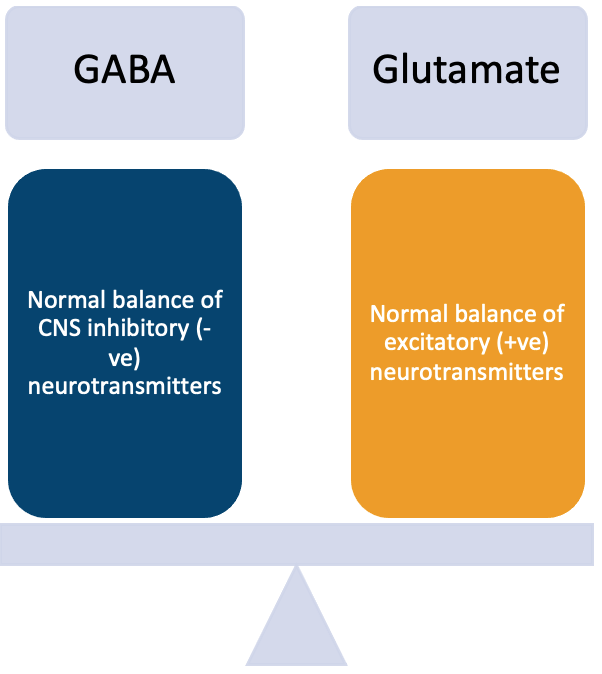 GABA
Glutamate
Normal balance of
CNS inhibitory (-
ve)
neurotransmitters
Normal balance of
excitatory (+ve)
neurotransmitters